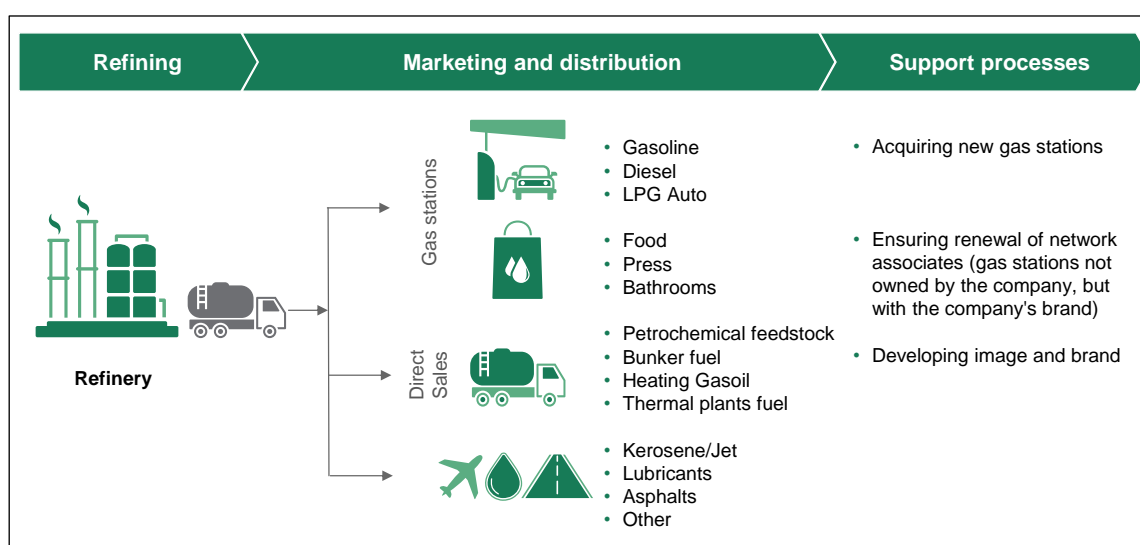 Refining
Marketing and distribution
Support processes
Refinery
Gas stations
Gasoline
Diesel
LPG Auto
Food
Press
Bathrooms
Direct
Sales
Petrochemical feedstock
Bunker fuel
Heating Gasoil
Thermal plants fuel
Kerosene/Jet
Lubricants
Asphalts
Other
Acquiring new gas stations
Ensuring renewal of network
associates (gas stations not
owned by the company, but
with the company's brand)
Developing image and brand